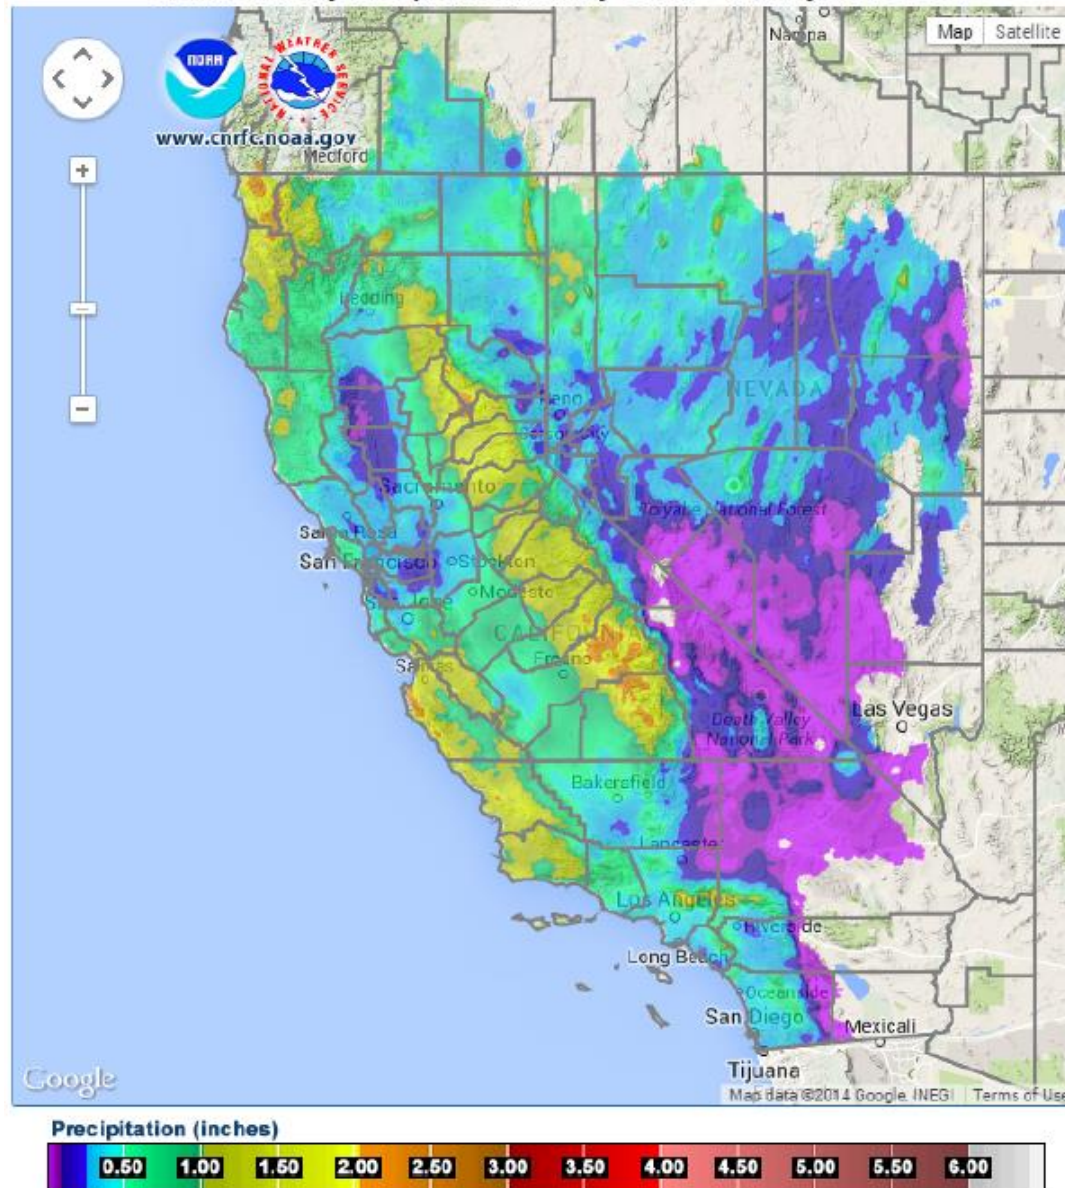 Nampa
Map Satellite
NOAA
NATIONAL WEATHER SERVICE
www.cnrfc.noaa.gov
Medford
Redding
NEVADA
Reno
Carson City
Sacramento
Toiyabe National Forest
Santa Rosa
San Francisco
Stockton
San Jose
Modesto
CALIFORNIA
Salinas
Fresno
Las Vegas
Death Valley
National Park
Bakersfield
Lancaster
Los Angeles
Riverside
Long Beach
Oceanside
San Diego
Mexicali
Tijuana
Google
Map data ©2014 Google, INEGI Terms of Use
Precipitation (inches)
0.50 1.00 1.50 2.00 2.50 3.00 3.50 4.00 4.50 5.00 5.50 6.00